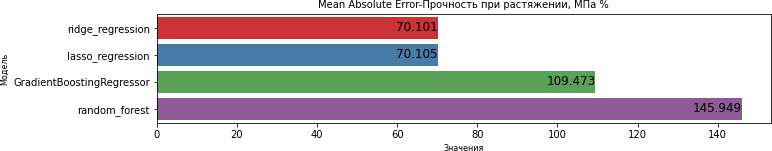 Mean Absolute Error-Прочность при растяжении, МПа %
ridge_regression 70.101
lasso_regression 70.105
GradientBoostingRegressor 109.473
random_forest 145.949
Модель
0 20 40 60 80 100 120 140
Значения